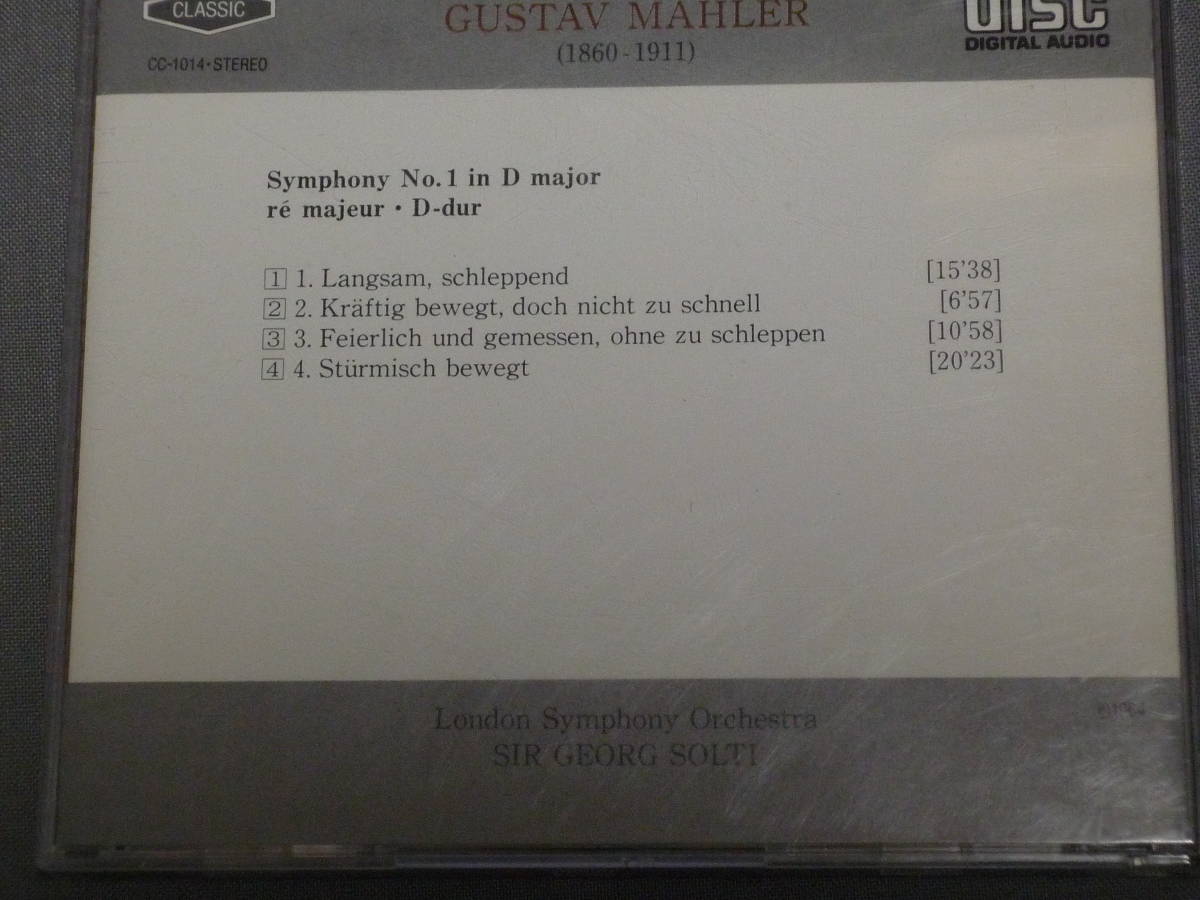 CLASSIC
GUSTAV MAHLER
(1860-1911)
CC-1014・STEREO
DISC
DIGITAL AUDIO
Symphony No. 1 in D major
ré majeur・D-dur
1 1. Langsam, schleppend [15'38]
2 2. Kräftig bewegt, doch nicht zu schnell [6'57]
3 3. Feierlich und gemessen, ohne zu schleppen [10'58]
4 4. Stürmisch bewegt [20'23]
London Symphony Orchestra
SIR GEORG SOLTI